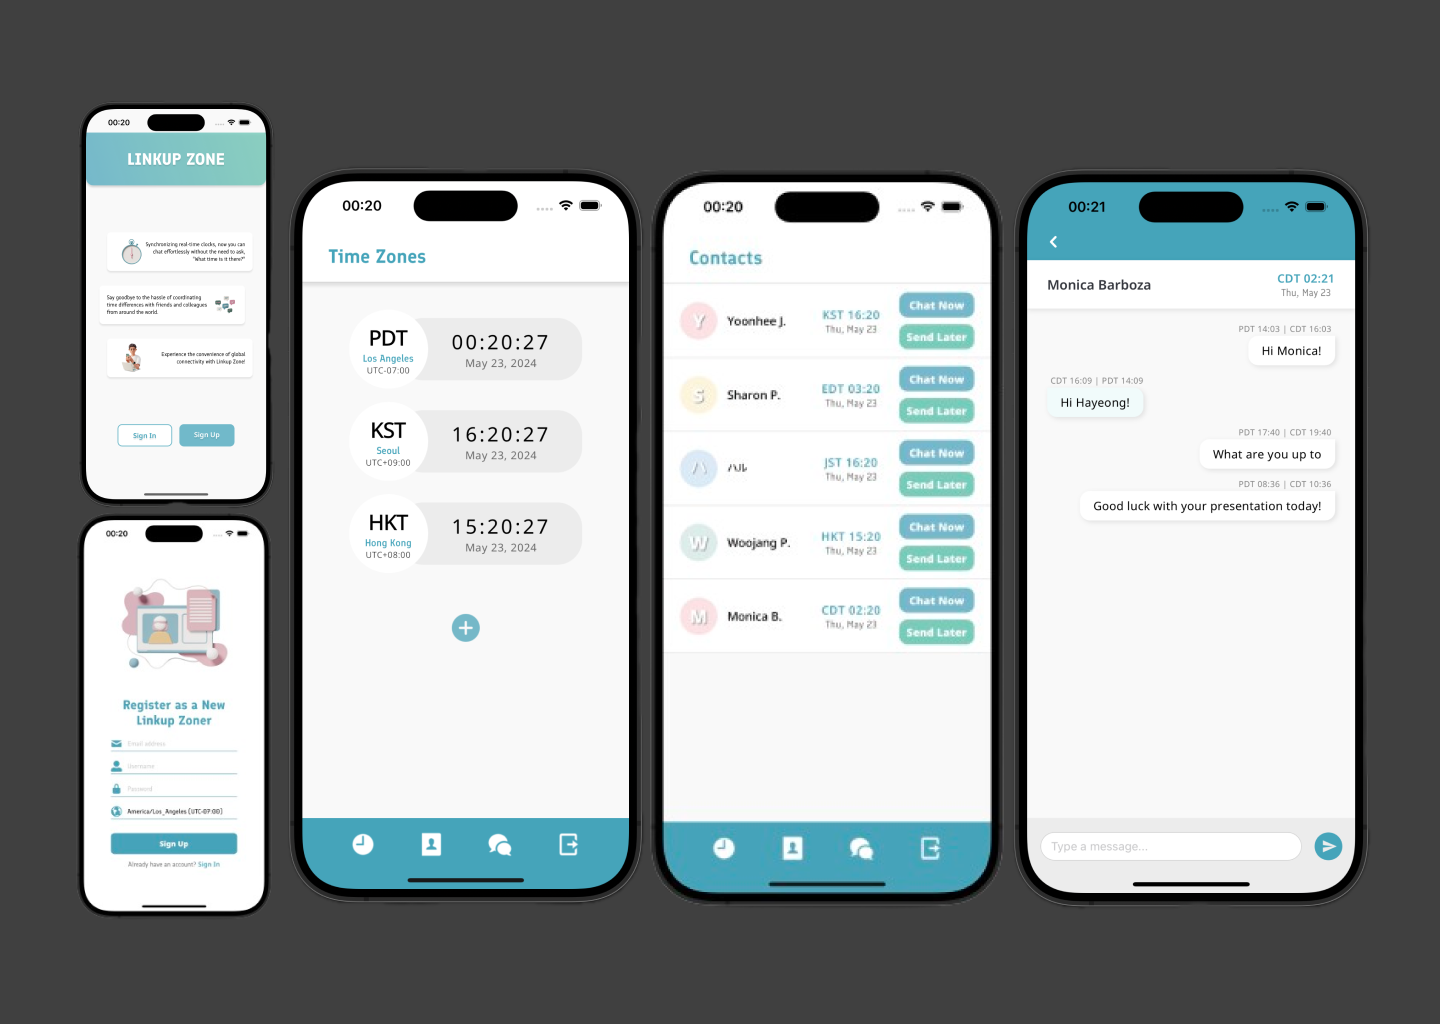 00:20
LINKUP ZONE
Synchronizing real-time clocks, now you can
chat effortlessly without the need to ask,
"What time is it there?"
Say goodbye to the hassle of coordinating
time differences with friends and colleagues
from around the world.
Experience the convenience of global
connectivity with Linkup Zone!
Sign In
Sign Up
00:20
Register as a New
Linkup Zoner
Email address
Username
Password
America/Los_Angeles (UTC-07:00)
Sign Up
Already have an account? Sign In
00:20
Time Zones
PDT
Los Angeles
UTC-07:00
00:20:27
May 23, 2024
KST
Seoul
UTC+09:00
16:20:27
May 23, 2024
HKT
Hong Kong
UTC+08:00
15:20:27
May 23, 2024
00:20
Contacts
Y
Yoonhee J.
KST 16:20
Thu, May 23
Chat Now
Send Later
S
Sharon P.
EDT 03:20
Thu, May 23
Chat Now
Send Later
ハ
ハル
JST 16:20
Thu, May 23
Chat Now
Send Later
W
Woojang P.
HKT 15:20
Thu, May 23
Chat Now
Send Later
M
Monica B.
CDT 02:20
Thu, May 23
Chat Now
Send Later
00:21
Monica Barboza
CDT 02:21
Thu, May 23
PDT 14:03 | CDT 16:03
Hi Monica!
CDT 16:09 | PDT 14:09
Hi Hayeong!
PDT 17:40 | CDT 19:40
What are you up to
PDT 08:36 | CDT 10:36
Good luck with your presentation today!
Type a message...